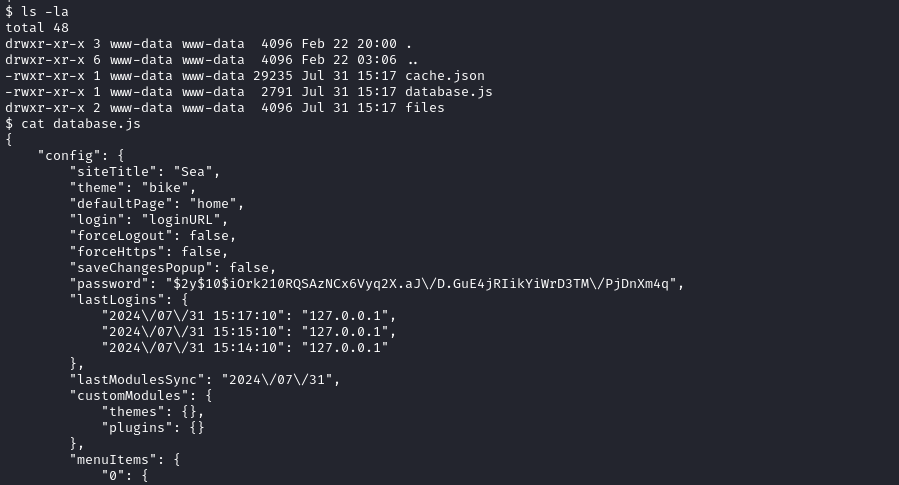 $ ls -la
total 48
drwxr-xr-x 3 www-data www-data  4096 Feb 22 20:00 .
drwxr-xr-x 6 www-data www-data  4096 Feb 22 03:06 ..
-rwxr-xr-x 1 www-data www-data 29235 Jul 31 15:17 cache.json
-rwxr-xr-x 1 www-data www-data  2791 Jul 31 15:17 database.js
drwxr-xr-x 2 www-data www-data  4096 Jul 31 15:17 files
$ cat database.js
{
    "config": {
        "siteTitle": "Sea",
        "theme": "bike",
        "defaultPage": "home",
        "login": "loginURL",
        "forceLogout": false,
        "forceHttps": false,
        "saveChangesPopup": false,
        "password": "$2y$10$iOrk210RQSAzNCx6Vyq2X.aJ\/D.GuE4jRIikYiWrD3TM\/PjDnXm4q",
        "lastLogins": {
            "2024\/07\/31 15:17:10": "127.0.0.1",
            "2024\/07\/31 15:15:10": "127.0.0.1",
            "2024\/07\/31 15:14:10": "127.0.0.1"
        },
        "lastModulesSync": "2024\/07\/31",
        "customModules": {
            "themes": {},
            "plugins": {}
        },
        "menuItems": {
            "0": {